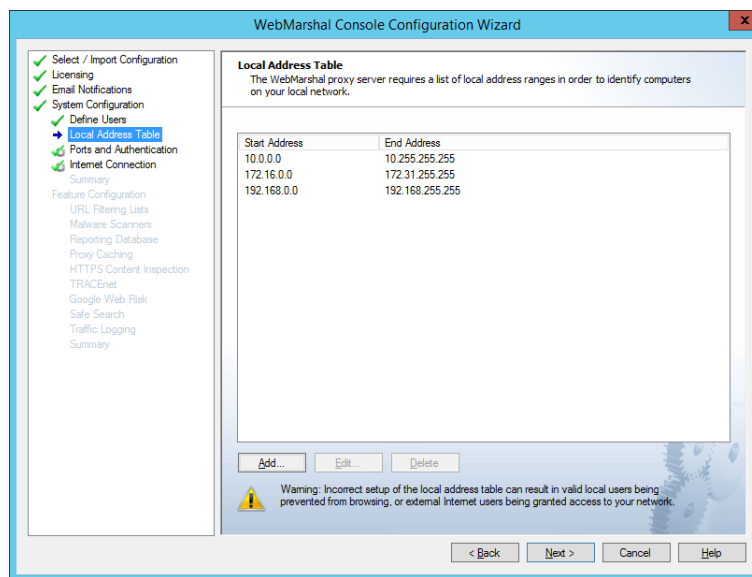 WebMarshal Console Configuration Wizard
x
Select / Import Configuration
Licensing
Email Notifications
System Configuration
Define Users
Local Address Table
Ports and Authentication
Internet Connection
Summary
Feature Configuration
URL Filtering Lists
Malware Scanners
Reporting Database
Proxy Caching
HTTPS Content Inspection
TRACEnet
Google Web Risk
Safe Search
Traffic Logging
Summary
Local Address Table
The WebMarshal proxy server requires a list of local address ranges in order to identify computers
on your local network.
Start Address End Address
10.0.0.0 10.255.255.255
172.16.0.0 172.31.255.255
192.168.0.0 192.168.255.255
Add... Edit... Delete
Warning: Incorrect setup of the local address table can result in valid local users being
prevented from browsing, or external Internet users being granted access to your network.
< Back Next > Cancel Help